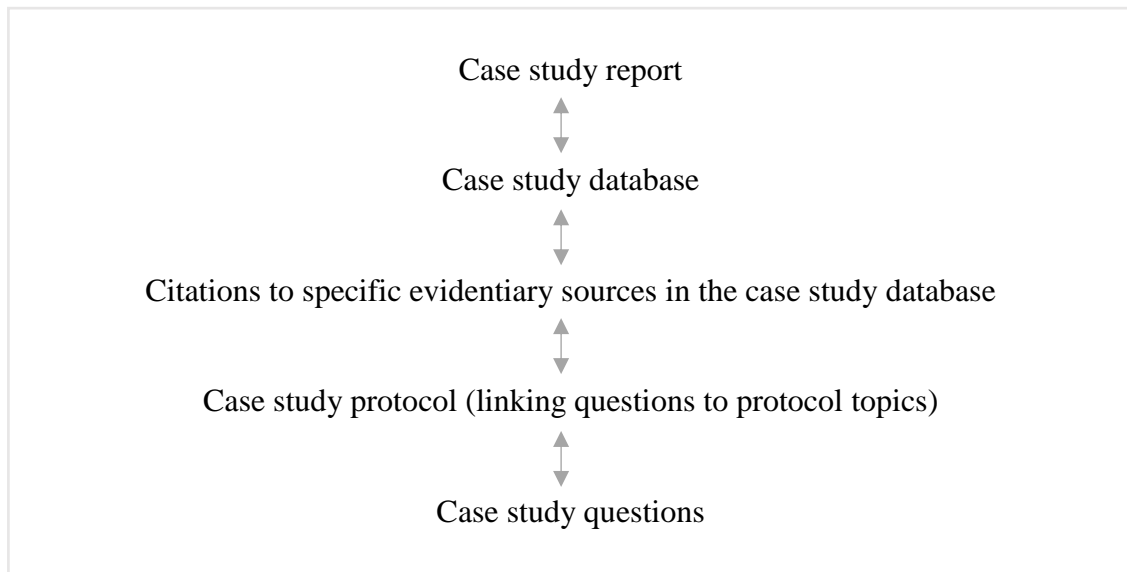 Case study report
Case study database
Citations to specific evidentiary sources in the case study database
Case study protocol (linking questions to protocol topics)
Case study questions